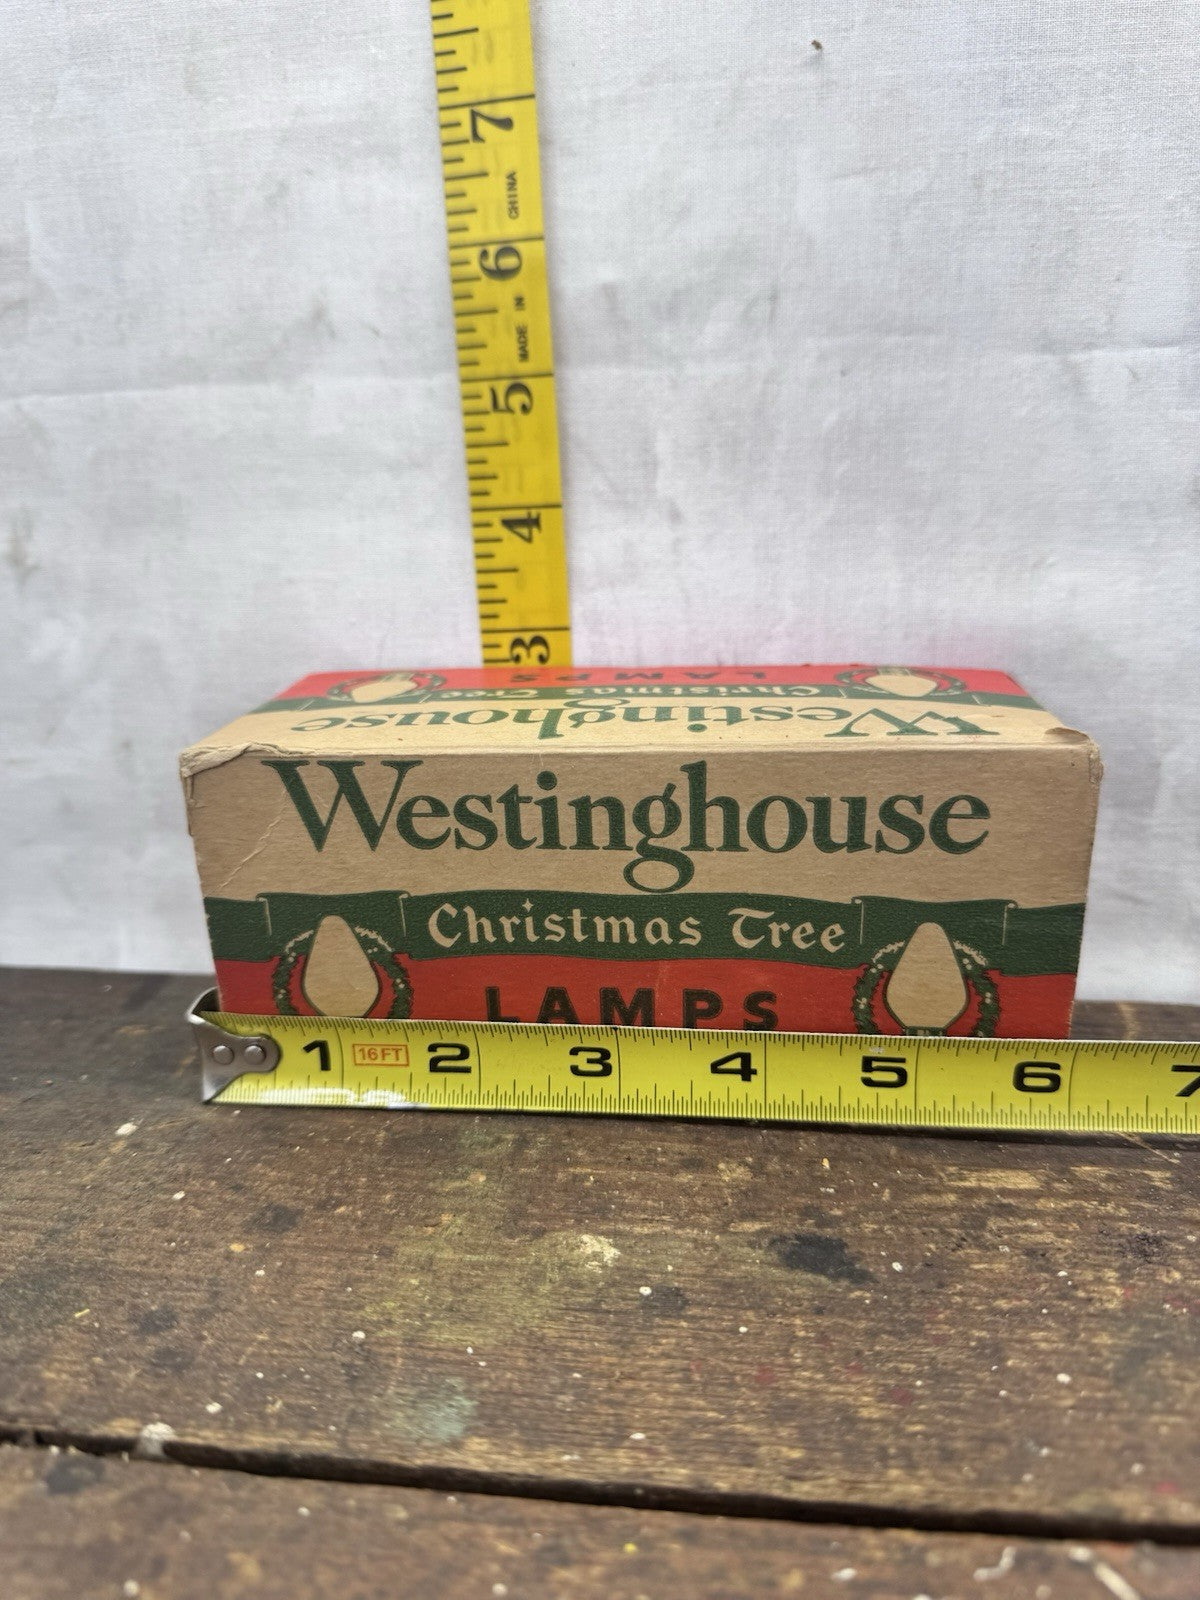 7
CHINA
6
MADE IN
5
4
3
LAMPS
Christmas Tree
Westinghouse
Westinghouse
Christmas Tree
LAMPS
1 16FT 2 3 4 5 6 7